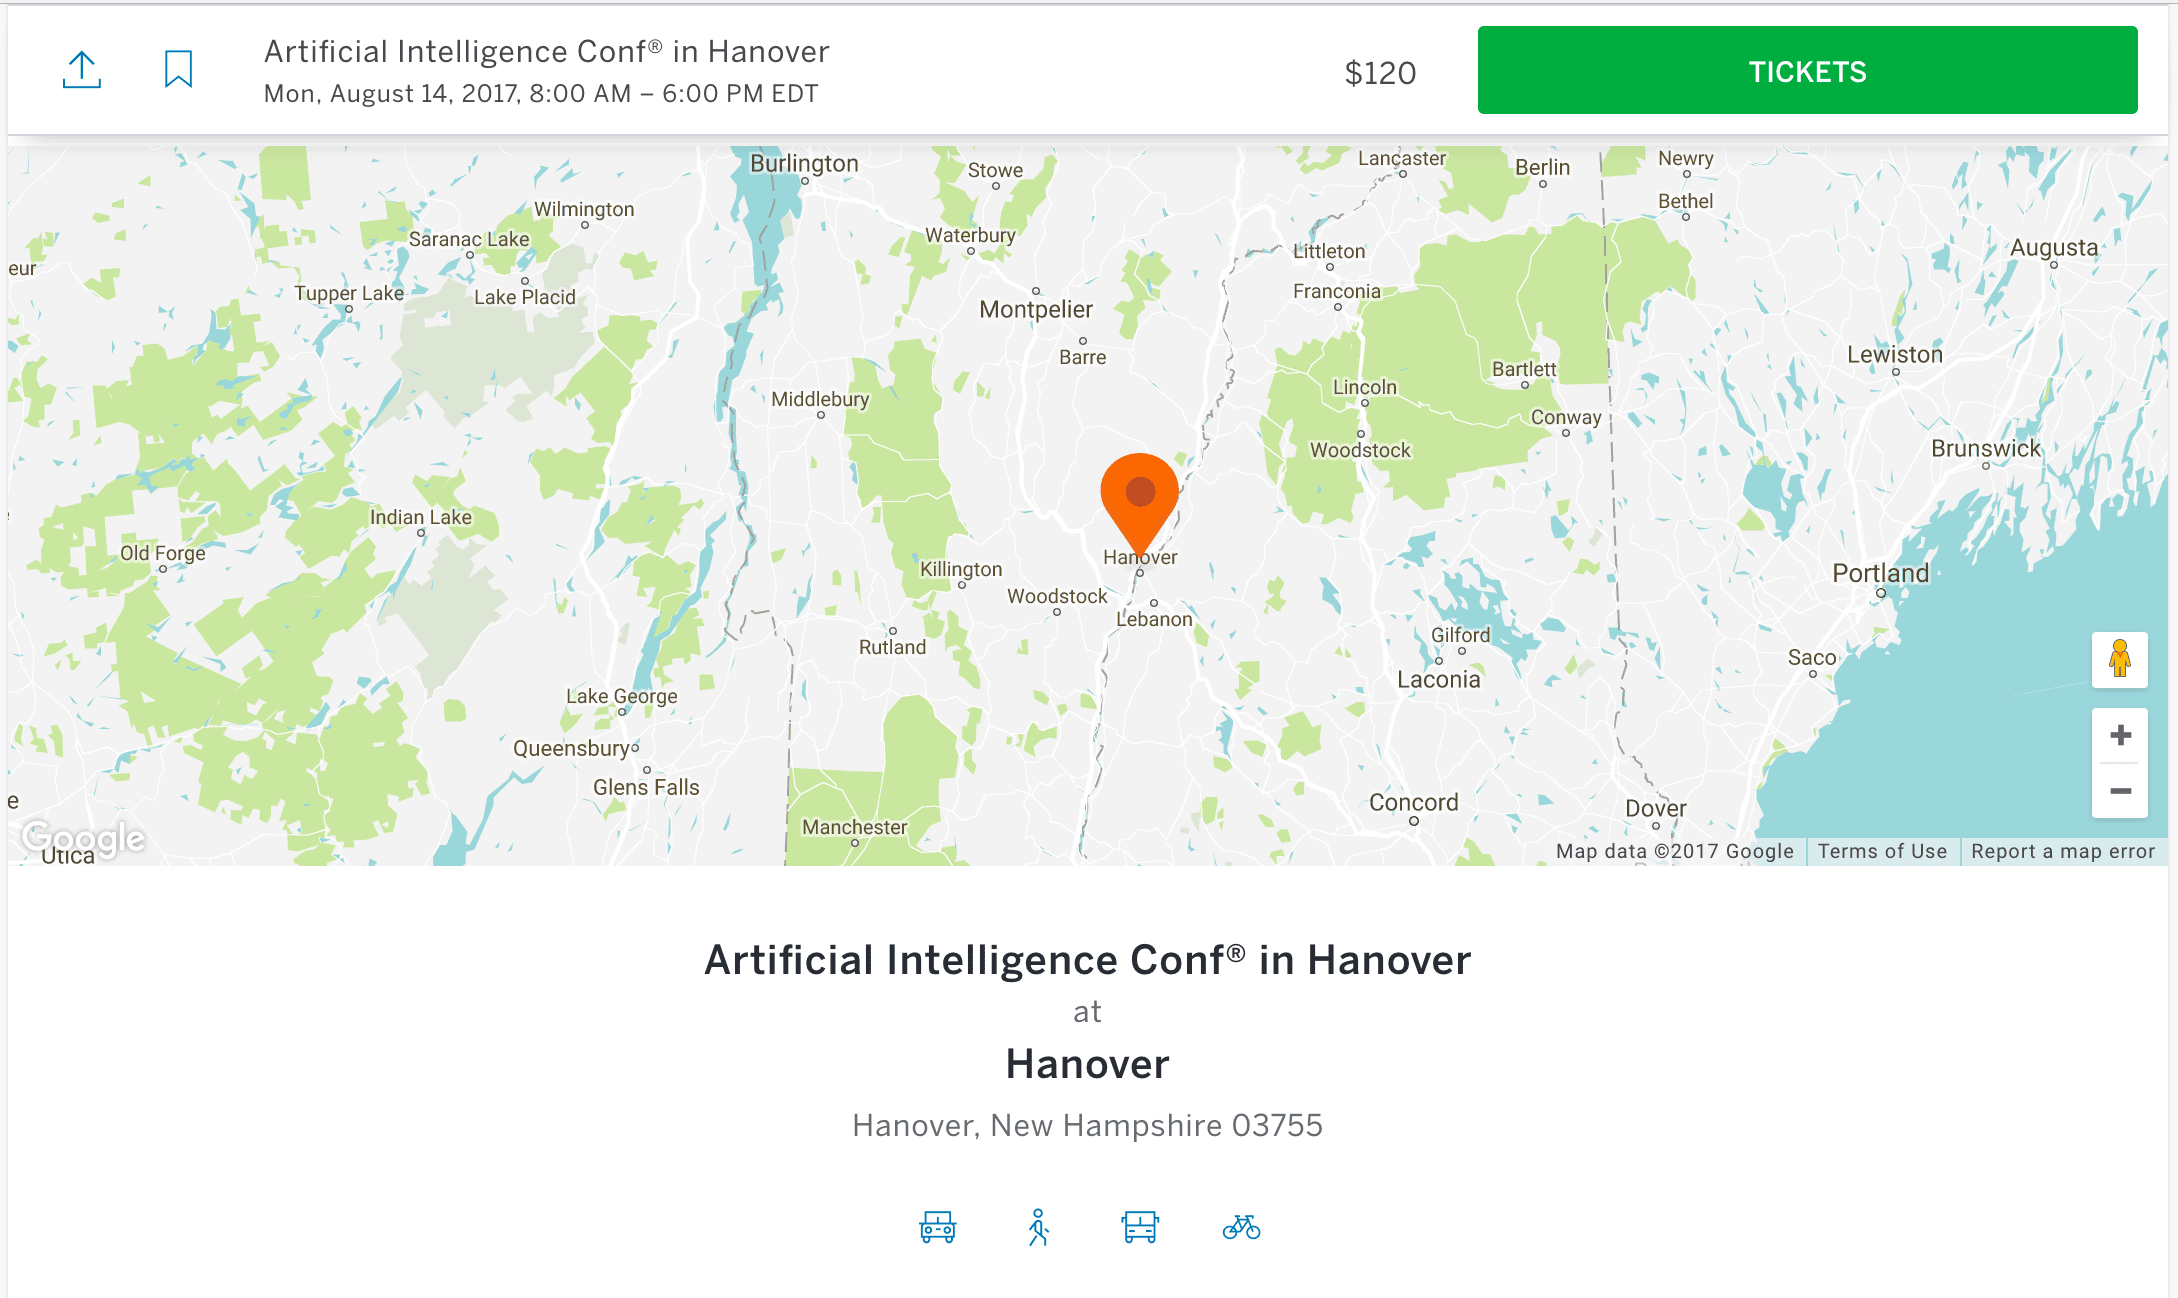 Artificial Intelligence Conf® in Hanover
Mon, August 14, 2017, 8:00 AM – 6:00 PM EDT
$120
TICKETS
Burlington
Stowe
Lancaster
Berlin
Newry
Bethel
Wilmington
Saranac Lake
Waterbury
Littleton
Augusta
eur
Tupper Lake
Lake Placid
Montpelier
Franconia
Barre
Lewiston
Middlebury
Lincoln
Bartlett
Conway
Woodstock
Brunswick
Indian Lake
Old Forge
Hanover
Killington
Woodstock
Lebanon
Portland
Rutland
Gilford
Saco
Laconia
Lake George
Queensbury
Glens Falls
e
Concord
Dover
Manchester
Google
Utica
Map data ©2017 Google
Terms of Use
Report a map error
Artificial Intelligence Conf® in Hanover
at
Hanover
Hanover, New Hampshire 03755